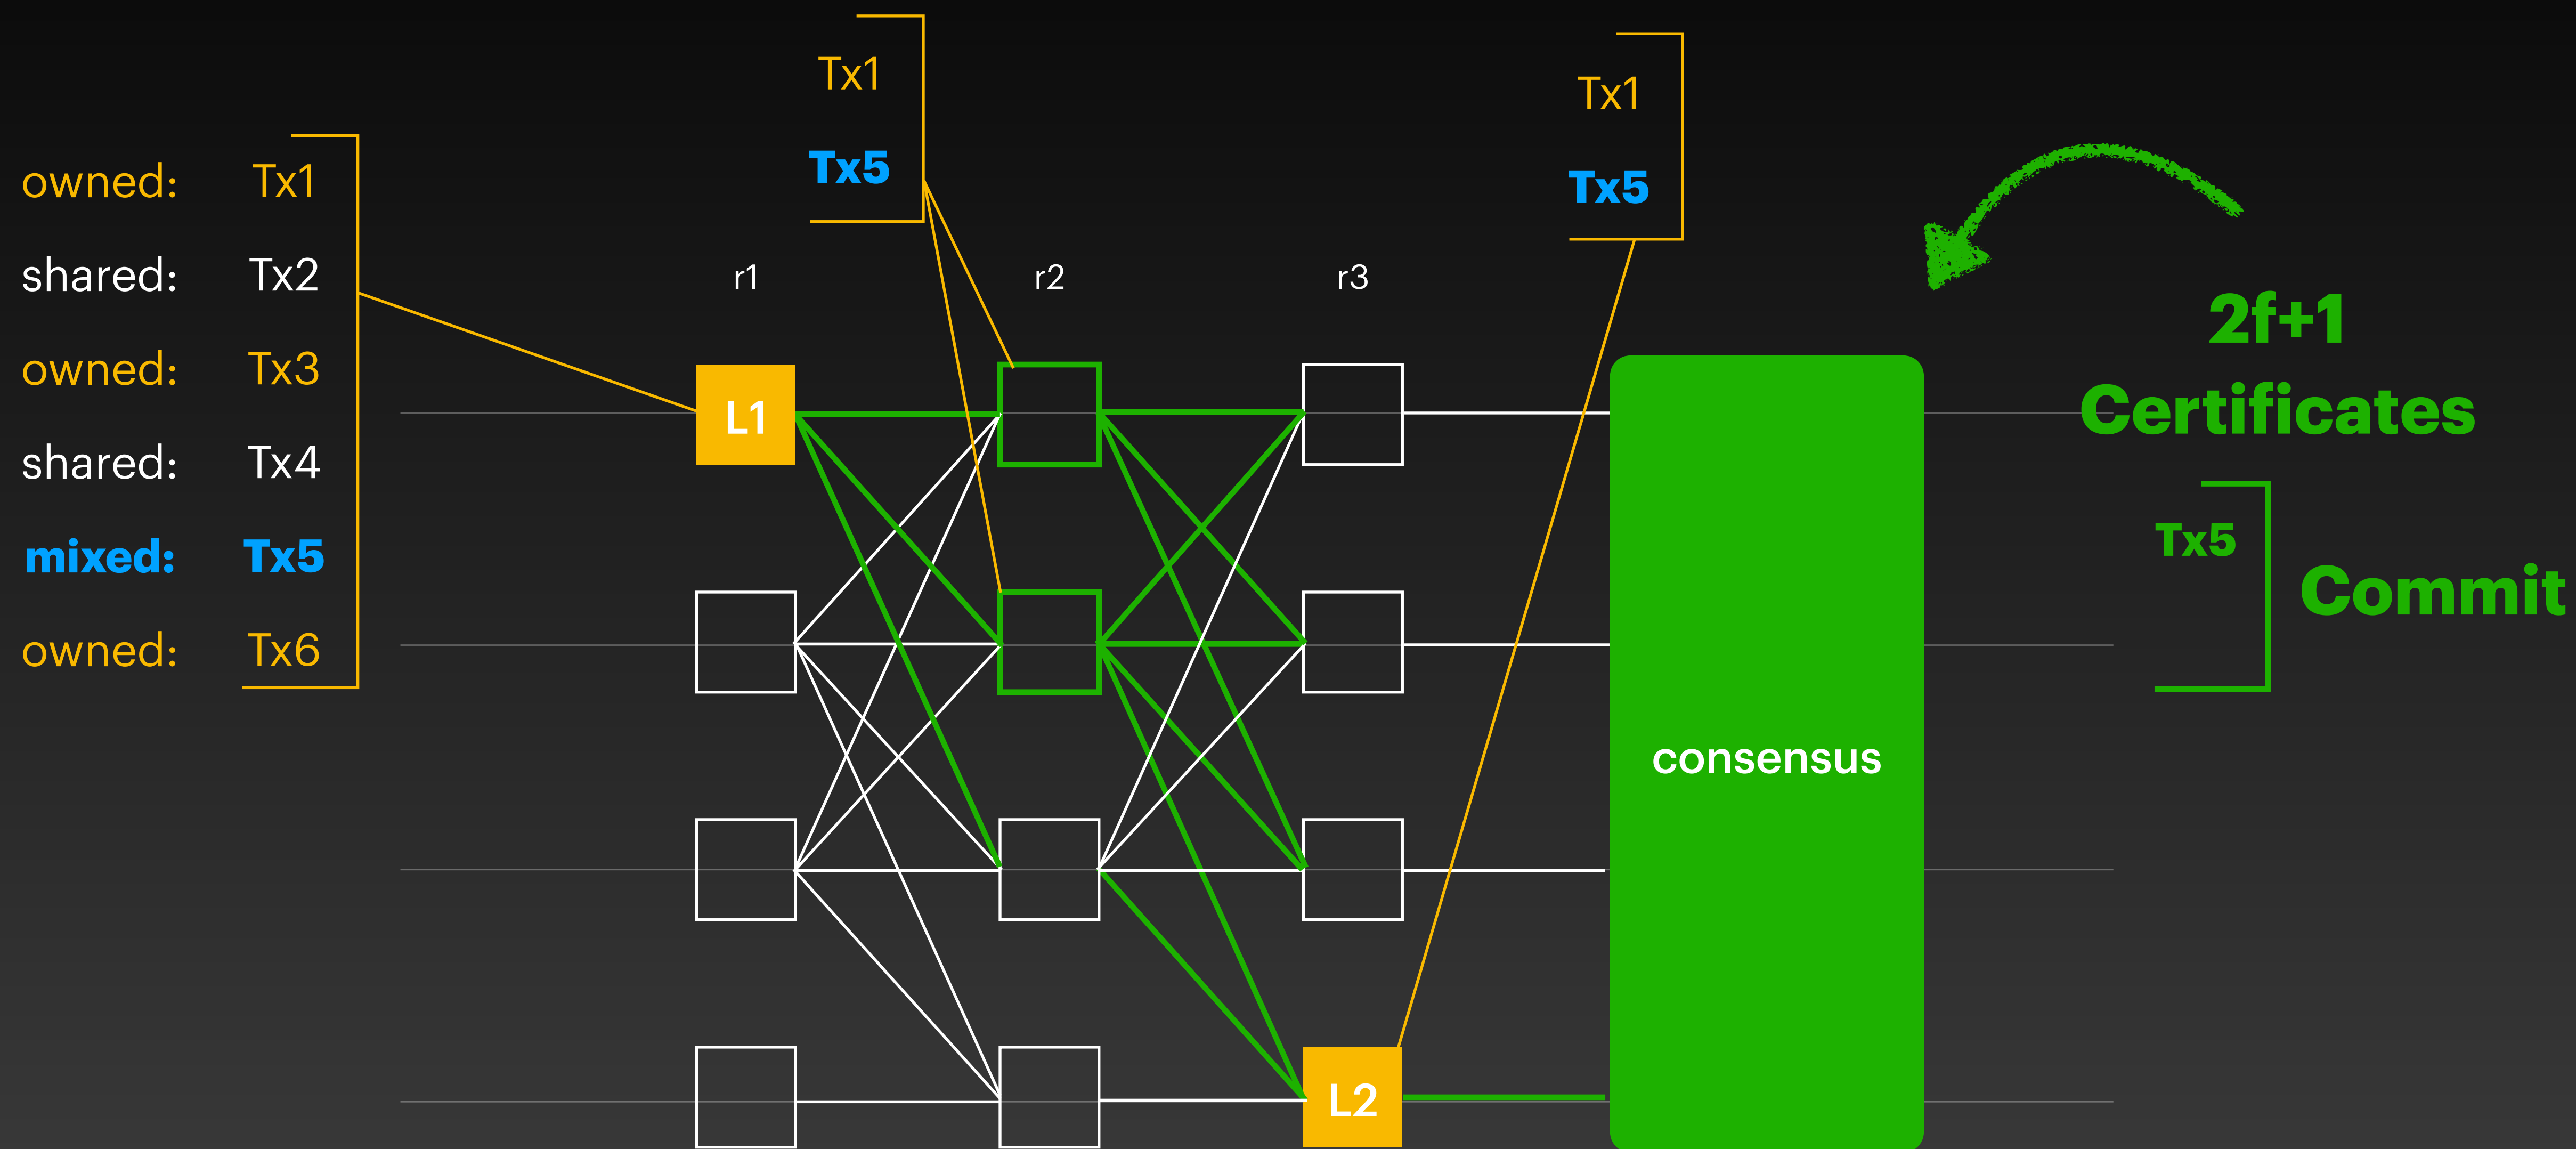 Tx1
Tx5
Tx1
Tx5
owned: Tx1
shared: Tx2
owned: Tx3
shared: Tx4
mixed: Tx5
owned: Tx6
r1 r2 r3
L1
L2
consensus
2f+1
Certificates
Tx5
Commit